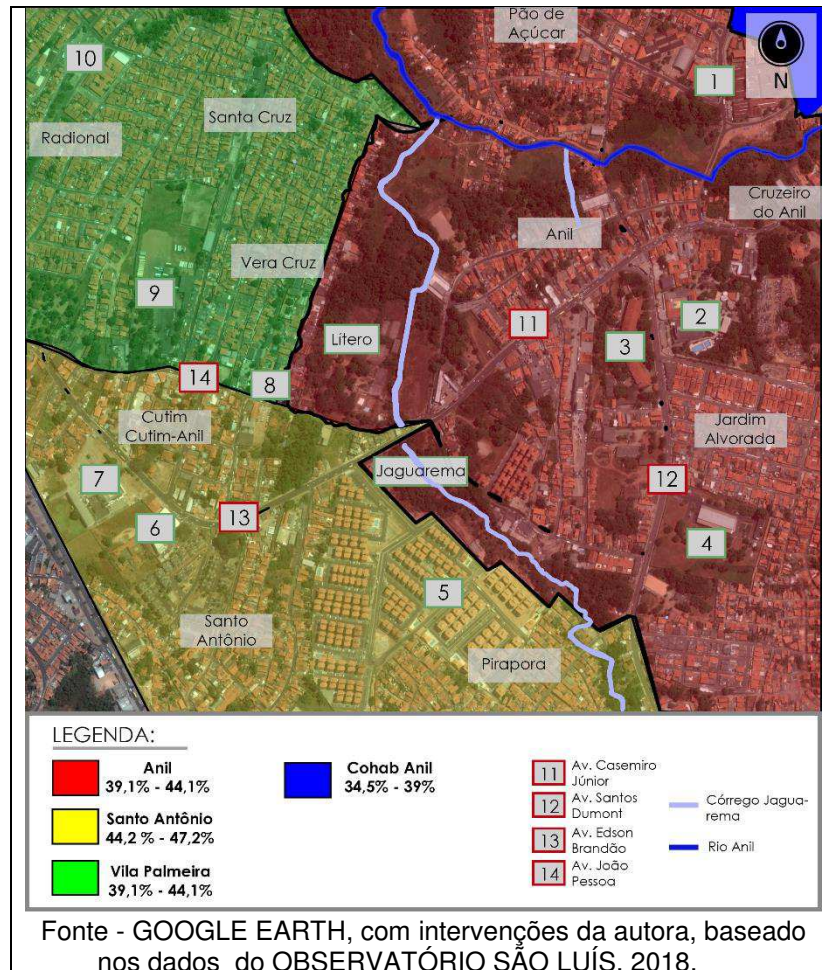 Pão de
Açúcar
N
10
1
Santa Cruz
Radional
Cruzeiro
do Anil
Anil
Vera Cruz
9
2
11
3
Lítero
14
8
Cutim
Cutim-Anil
Jardim
Alvorada
Jaguarema
7
12
13
6
4
5
Santo
Antônio
Pirapora
LEGENDA:
Anil
39,1% - 44,1%
Santo Antônio
44,2 % - 47,2%
Vila Palmeira
39,1% - 44,1%
Cohab Anil
34,5% - 39%
11 Av. Casemiro
Júnior
12 Av. Santos
Dumont
13 Av. Edson
Brandão
14 Av. João
Pessoa
Córrego Jagua-
rema
Rio Anil
Fonte - GOOGLE EARTH, com intervenções da autora, baseado
nos dados do OBSERVATÓRIO SÃO LUÍS, 2018.